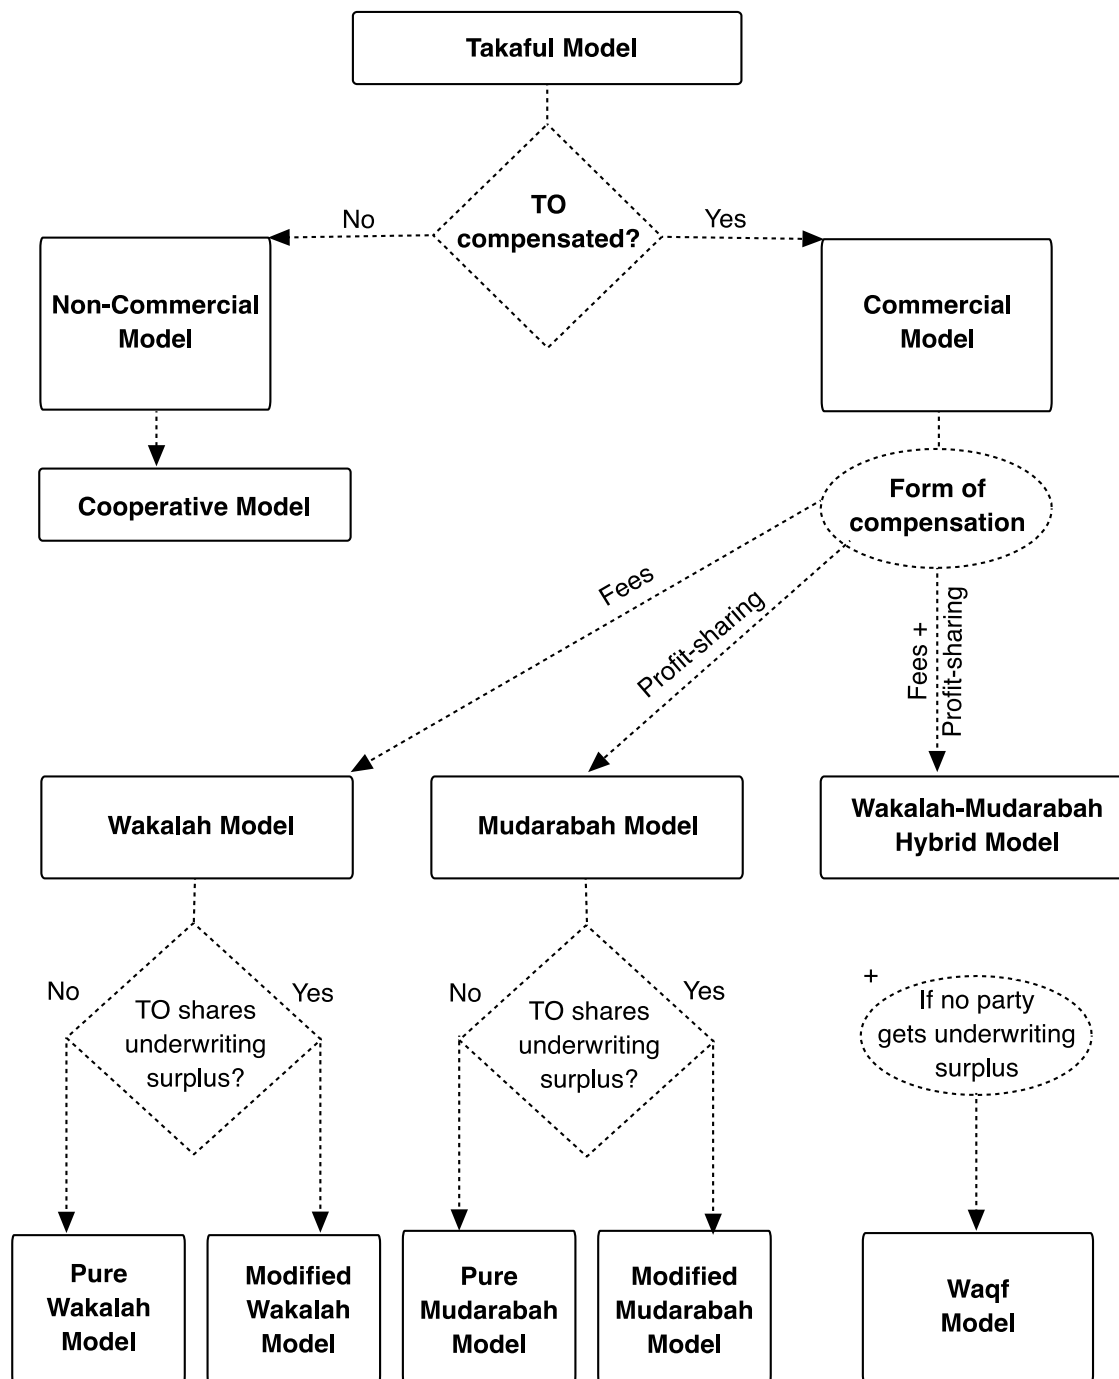 Takaful Model
TO
compensated?
No
Yes
Non-Commercial
Model
Commercial
Model
Cooperative Model
Form of
compensation
Fees
Profit-sharing
Fees +
Profit-sharing
Wakalah Model
Mudarabah Model
Wakalah-Mudarabah
Hybrid Model
No
Yes
TO shares
underwriting
surplus?
No
Yes
TO shares
underwriting
surplus?
+
If no party
gets underwriting
surplus
Pure
Wakalah
Model
Modified
Wakalah
Model
Pure
Mudarabah
Model
Modified
Mudarabah
Model
Waqf
Model